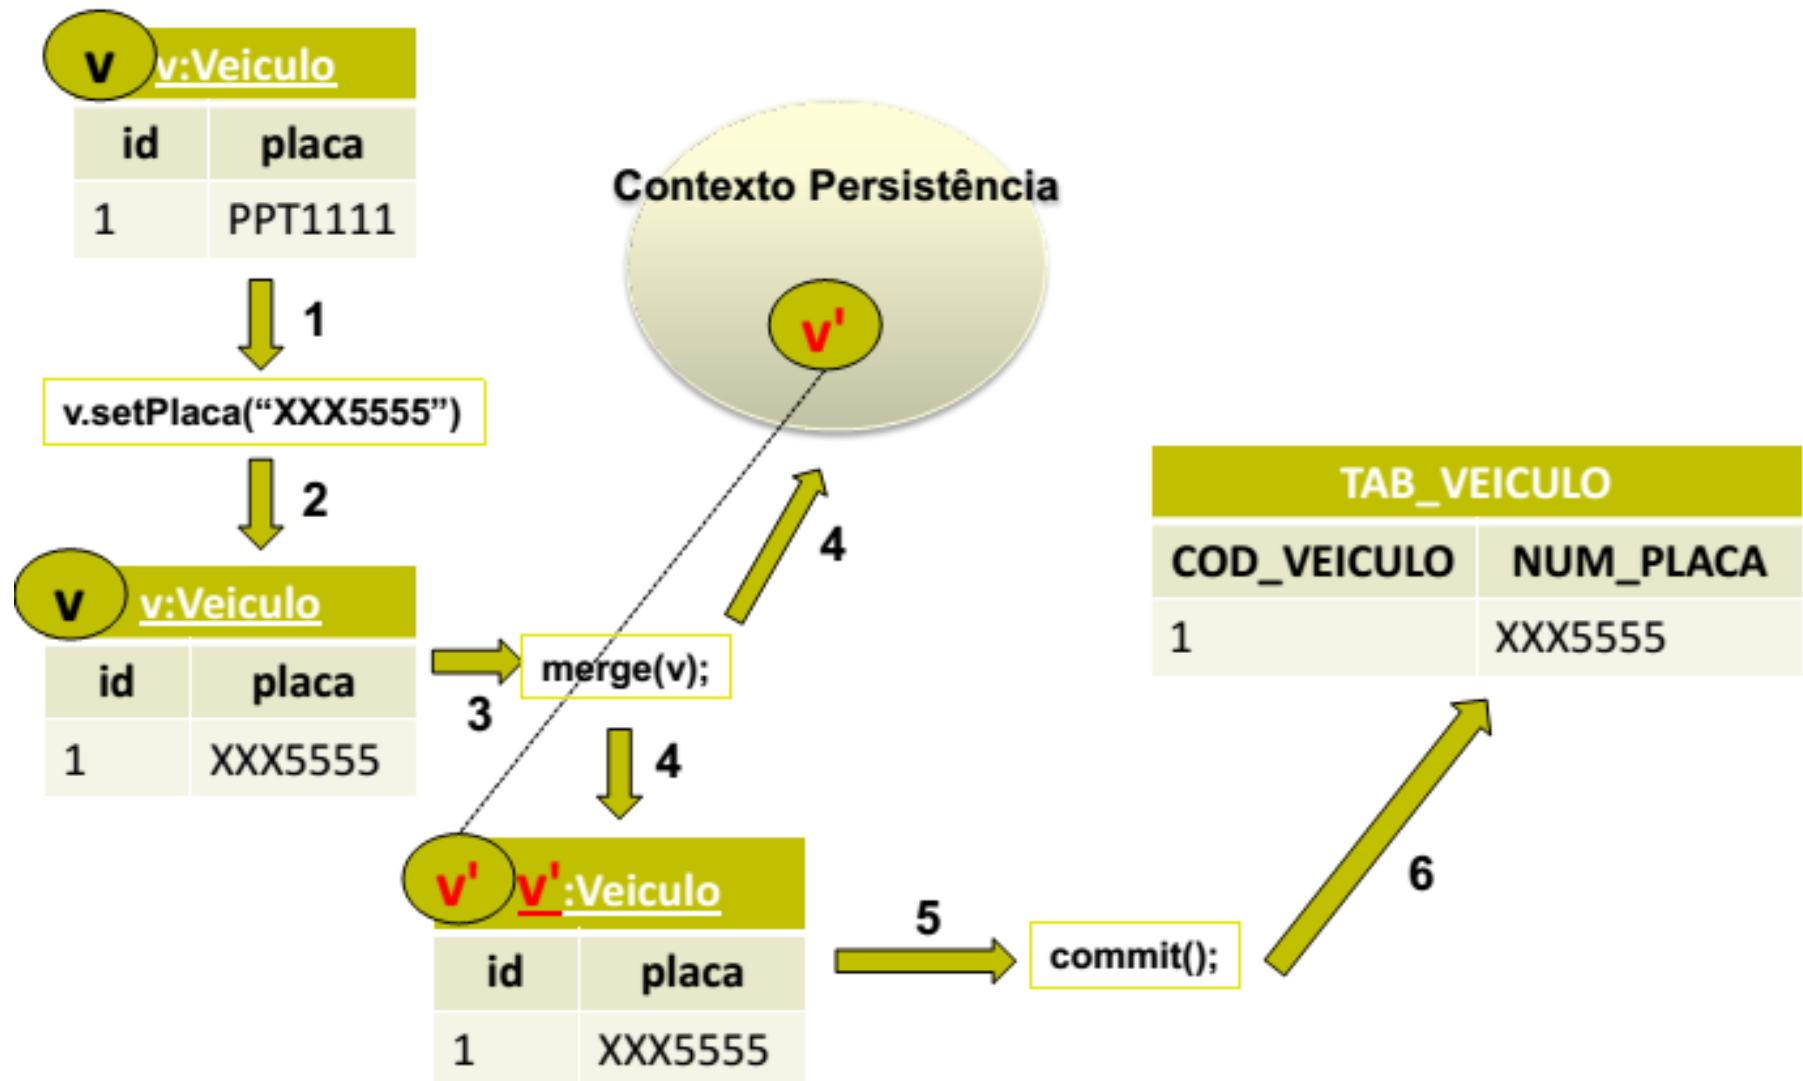 v v:Veiculo
id placa
1 PPT1111
1
v.setPlaca(“XXX5555”)
2
v v:Veiculo
id placa
1 XXX5555
3
merge(v);
4
Contexto Persistência
v'
4
v' v':Veiculo
id placa
1 XXX5555
5
commit();
6
TAB_VEICULO
COD_VEICULO NUM_PLACA
1 XXX5555